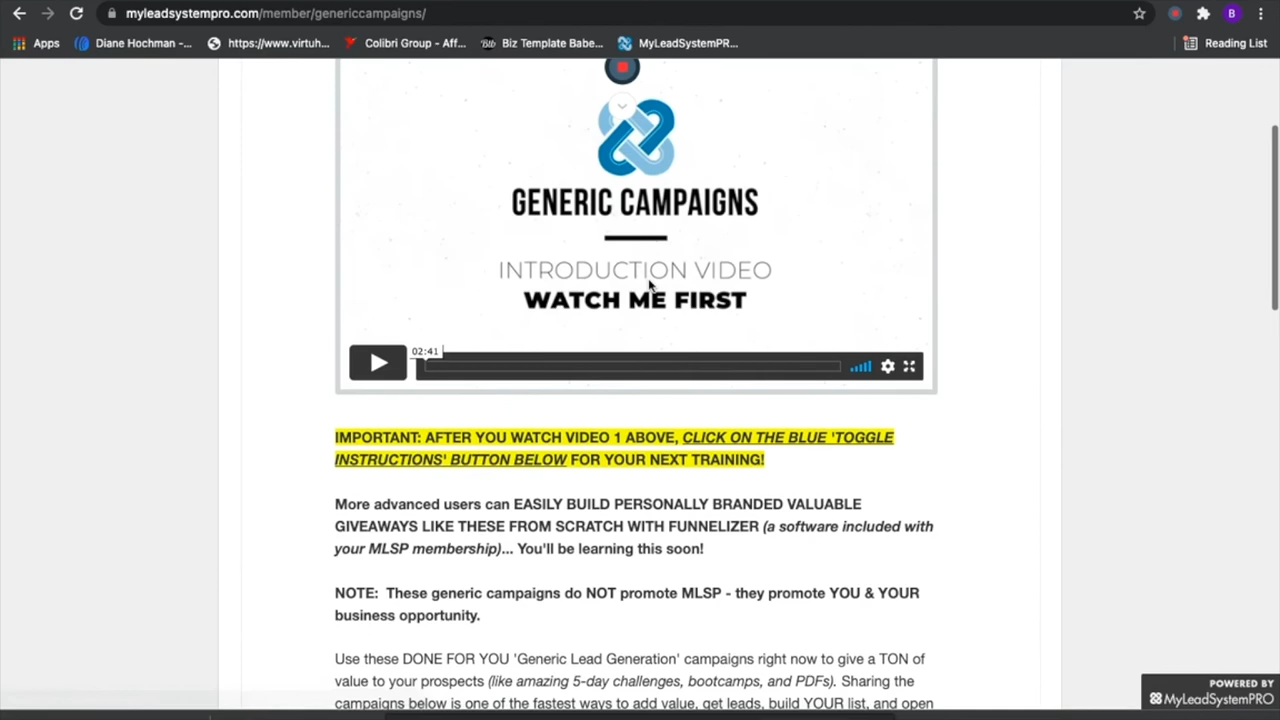 myleadsystempro.com/member/genericcampaigns/
B
Apps
Diane Hochman -...
https://www.virtuh...
Colibri Group - Aff...
Biz Template Babe...
MyLeadSystemPR...
Reading List
GENERIC CAMPAIGNS
INTRODUCTION VIDEO
WATCH ME FIRST
02:41
IMPORTANT: AFTER YOU WATCH VIDEO 1 ABOVE, CLICK ON THE BLUE 'TOGGLE
INSTRUCTIONS' BUTTON BELOW FOR YOUR NEXT TRAINING!
More advanced users can EASILY BUILD PERSONALLY BRANDED VALUABLE
GIVEAWAYS LIKE THESE FROM SCRATCH WITH FUNNELIZER (a software included with
your MLSP membership)... You'll be learning this soon!
NOTE: These generic campaigns do NOT promote MLSP - they promote YOU & YOUR
business opportunity.
Use these DONE FOR YOU 'Generic Lead Generation' campaigns right now to give a TON of
value to your prospects (like amazing 5-day challenges, bootcamps, and PDFs). Sharing the
campaigns below is one of the fastest ways to add value, get leads, build YOUR list, and open
POWERED BY
MyLeadSystemPRO